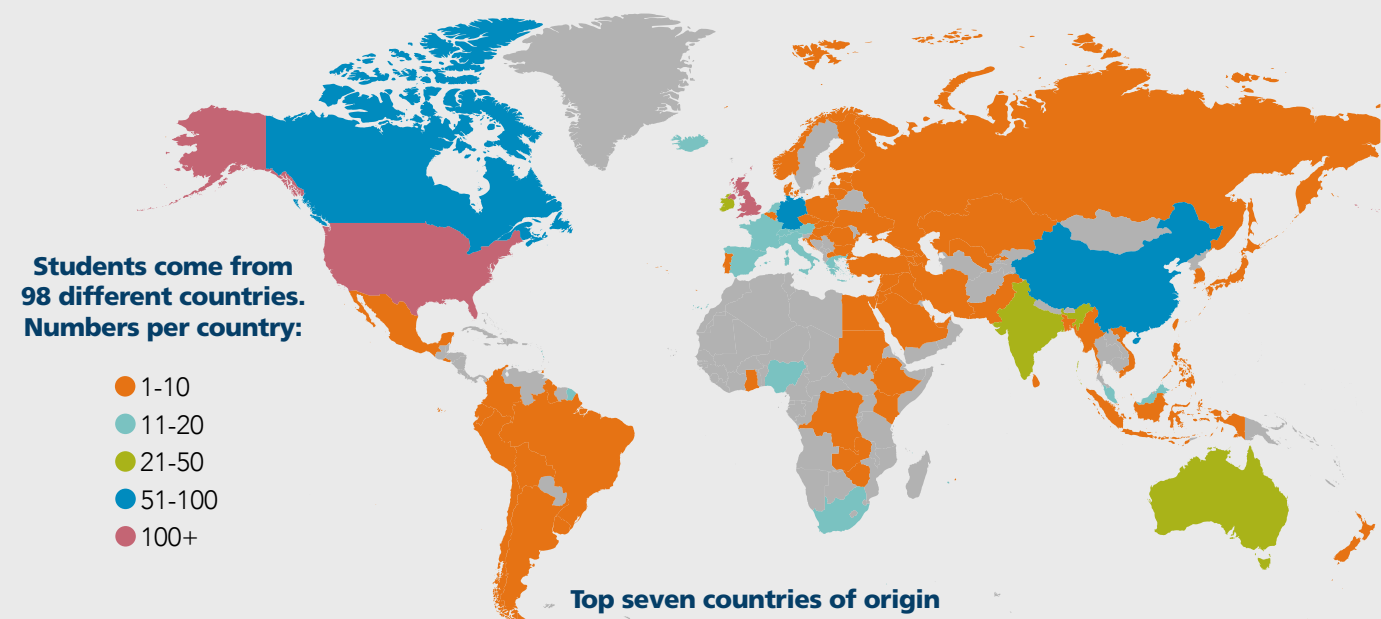 Students come from
98 different countries.
Numbers per country:
1-10
11-20
21-50
51-100
100+
Top seven countries of origin